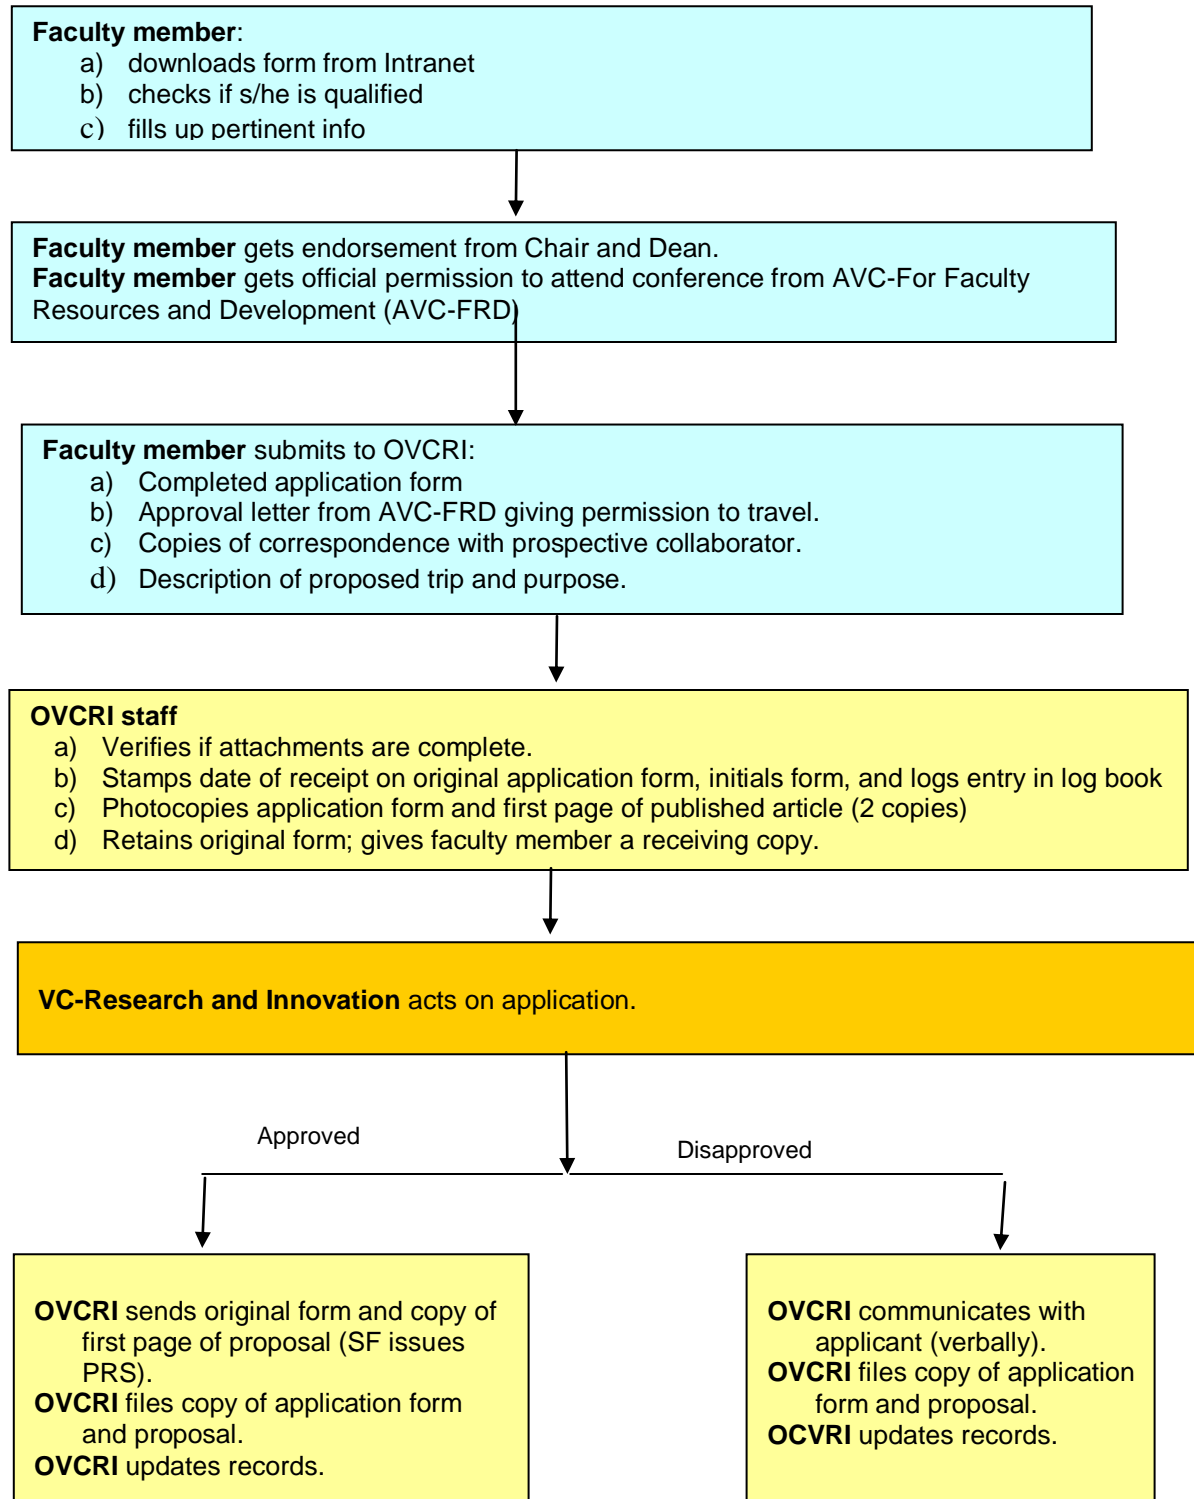 Faculty member:
a) downloads form from Intranet
b) checks if s/he is qualified
c) fills up pertinent info
Faculty member gets endorsement from Chair and Dean.
Faculty member gets official permission to attend conference from AVC-For Faculty
Resources and Development (AVC-FRD)
Faculty member submits to OVCRI:
a) Completed application form
b) Approval letter from AVC-FRD giving permission to travel.
c) Copies of correspondence with prospective collaborator.
d) Description of proposed trip and purpose.
OVCRI staff
a) Verifies if attachments are complete.
b) Stamps date of receipt on original application form, initials form, and logs entry in log book
c) Photocopies application form and first page of published article (2 copies)
d) Retains original form; gives faculty member a receiving copy.
VC-Research and Innovation acts on application.
Approved
Disapproved
OVCRI sends original form and copy of
first page of proposal (SF issues
PRS).
OVCRI files copy of application form
and proposal.
OVCRI updates records.
OVCRI communicates with
applicant (verbally).
OVCRI files copy of application
form and proposal.
OCVRI updates records.